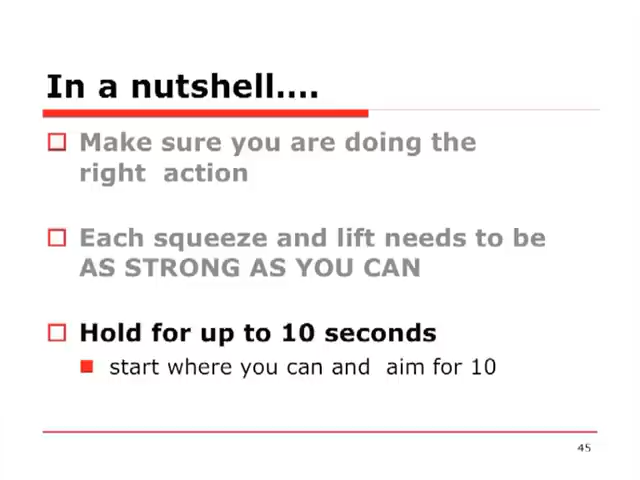 In a nutshell....
Make sure you are doing the
right action
Each squeeze and lift needs to be
AS STRONG AS YOU CAN
Hold for up to 10 seconds
start where you can and aim for 10
45